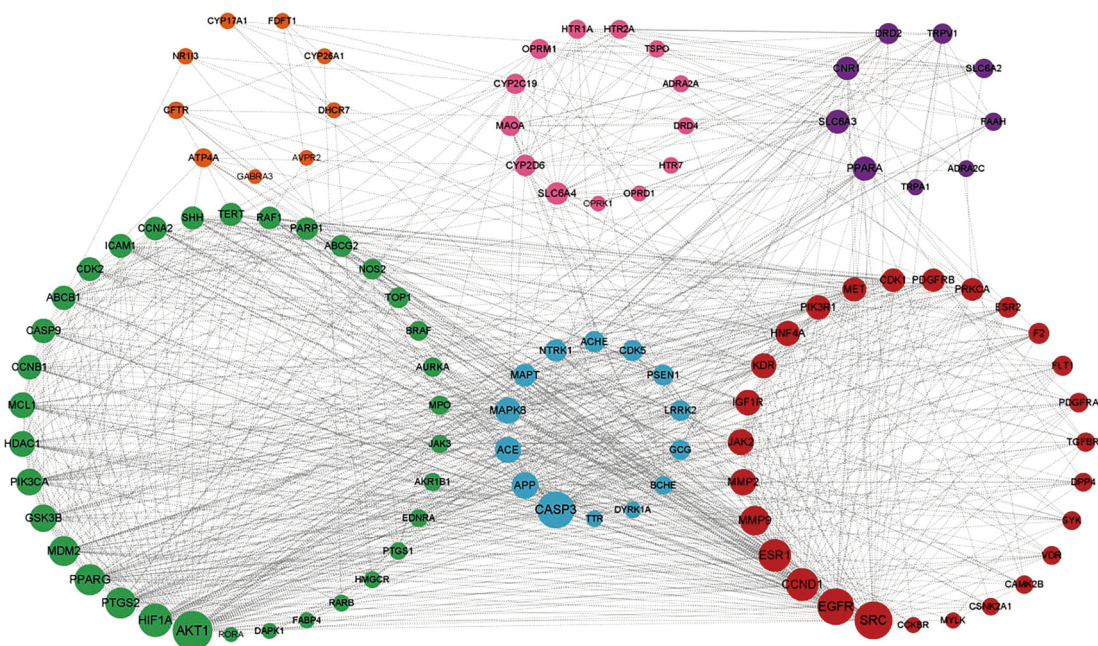 CYP17A1
FDFT1
NR1I3
CYP26A1
CFTR
DHCR7
ATP4A
AVPR2
GABRA3
HTR1A
HTR2A
OPRM1
TSPO
CYP2C19
ADRA2A
MAOA
DRD4
CYP2D6
HTR7
SLC6A4
OPRD1
OPRK1
DRD2
TRPV1
CNR1
SLC6A2
SLC6A3
FAAH
PPARA
ADRA2C
TRPA1
SHH
TERT
RAF1
PARP1
CCNA2
ABCG2
ICAM1
NOS2
CDK2
TOP1
ABCB1
BRAF
CASP9
AURKA
CCNB1
MPO
MCL1
JAK3
HDAC1
AKR1B1
PIK3CA
EDNRA
GSK3B
PTGS1
MDM2
HMGCR
PPARG
RARB
PTGS2
FABP4
HIF1A
DAPK1
AKT1
RORA
ACHE
NTRK1
CDK5
MAPT
PSEN1
MAPK8
LRRK2
ACE
GCG
APP
BCHE
CASP3
DYRK1A
TTR
CDK1
PDGFRB
MET
PRKCA
PIK3R1
ESR2
HNF4A
F2
KDR
FLT1
IGF1R
PDGFRA
JAK2
TGFBR
MMP2
DPP4
MMP9
SYK
ESR1
VDR
CCND1
CAMK2B
EGFR
CSNK2A1
SRC
MYLK
CCKBR